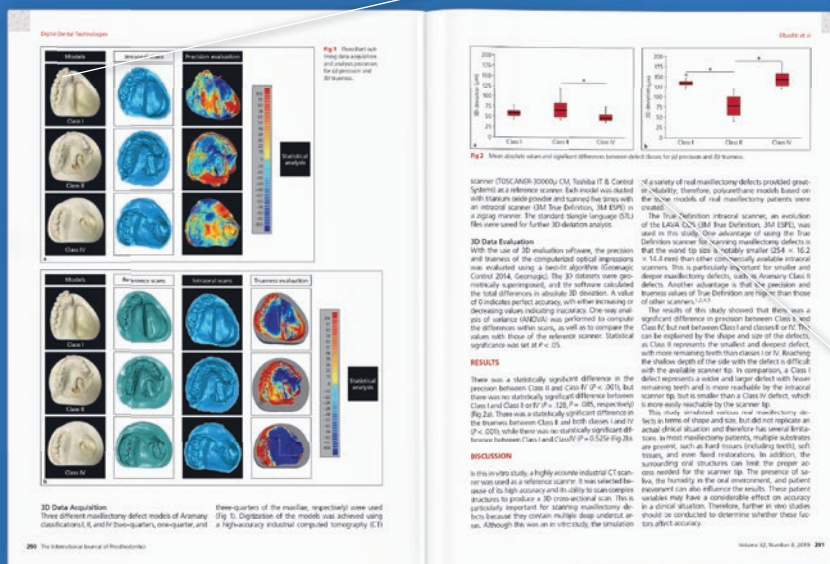 Digital Dental Technologies
Models
Intraoral scans
Precision evaluation
Class I
Class II
Class IV
Statistical
analysis
a
Fig 1 Flowchart out-
lining data acquisition
and analysis processes
for (a) precision and
(b) trueness.
Models
Reference scans
Intraoral scans
Trueness evaluation
Class I
Class II
Class IV
Statistical
analysis
b
3D Data Acquisition
Three different maxillectomy defect models of Aramany
classifications I, II, and IV (two-quarters, one-quarter, and
three-quarters of the maxillae, respectively) were used
(Fig 1). Digitization of the models was achieved using
a high-accuracy industrial computed tomography (CT)
290 The International Journal of Prosthodontics
Elbashti et al
3D deviation (µm)
200
175
150
125
100
75
50
25
0
Class I
Class II
Class IV
a
3D deviation (µm)
200
175
150
125
100
75
50
25
0
Class I
Class II
Class IV
b
Fig 2 Mean absolute values and significant differences between defect classes for (a) precision and (b) trueness.
scanner (TOSCANER-30000µ CM, Toshiba IT & Control
Systems) as a reference scanner. Each model was dusted
with titanium oxide powder and scanned five times with
an intraoral scanner (3M True Definition, 3M ESPE) in
a zigzag manner. The standard triangle language (STL)
files were saved for further 3D deviation analysis.
3D Data Evaluation
With the use of 3D evaluation software, the precision
and trueness of the computerized optical impressions
was evaluated using a best-fit algorithm (Geomagic
Control 2014, Geomagic). The 3D datasets were geo-
metrically superimposed, and the software calculated
the total differences in absolute 3D deviation. A value
of 0 indicates perfect accuracy, with either increasing or
decreasing values indicating inaccuracy. One-way anal-
ysis of variance (ANOVA) was performed to compute
the differences within scans, as well as to compare the
values with those of the reference scanner. Statistical
significance was set at P < .05.
RESULTS
There was a statistically significant difference in the
precision between Class II and Class IV (P < .001), but
there was no statistically significant difference between
Class I and Class II or IV (P = .128, P = .085, respectively)
(Fig 2a). There was a statistically significant difference in
the trueness between Class II and both classes I and IV
(P < .001), while there was no statistically significant dif-
ference between Class I and Class IV (P = 0.525) (Fig 2b).
DISCUSSION
In this in vitro study, a highly accurate industrial CT scan-
ner was used as a reference scanner. It was selected be-
cause of its high accuracy and its ability to scan complex
structures to produce a 3D cross-sectional scan. This is
particularly important for scanning maxillectomy de-
fects because they contain multiple deep undercut ar-
eas. Although this was an in vitro study, the simulation
of a variety of real maxillectomy defects provided great-
er reliability; therefore, polyurethane models based on
the same models of real maxillectomy patients were
created.
The True Definition intraoral scanner, an evolution
of the LAVA COS (3M True Definition, 3M ESPE), was
used in this study. One advantage of using the True
Definition scanner for scanning maxillectomy defects is
that the wand tip size is notably smaller (254 × 16.2
× 14.4 mm) than other commercially available intraoral
scanners. This is particularly important for smaller and
deeper maxillectomy defects, such as Aramany Class II
defects. Another advantage is that the precision and
trueness values of True Definition are higher than those
of other scanners.
The results of this study showed that there was a
significant difference in precision between Class II and
Class IV, but not between Class I and classes II or IV. This
can be explained by the shape and size of the defects,
as Class II represents the smallest and deepest defect,
with more remaining teeth than classes I or IV. Reaching
the shallow depth of the side with the defect is difficult
with the available scanner tip. In comparison, a Class I
defect represents a wider and larger defect with fewer
remaining teeth and is more reachable by the intraoral
scanner tip, but is smaller than a Class IV defect, which
is more easily reachable by the scanner tip.
This study simulated various real maxillectomy de-
fects in terms of shape and size, but did not replicate an
actual clinical situation and therefore has several limita-
tions. In most maxillectomy patients, multiple substrates
are present, such as hard tissues (including teeth), soft
tissues, and even fixed restorations. In addition, the
surrounding oral structures can limit the proper ac-
cess needed for the scanner tip. The presence of sa-
liva, the humidity in the oral environment, and patient
movement can also influence the results. These patient
variables may have a considerable effect on accuracy
in a clinical situation. Therefore, further in vivo studies
should be conducted to determine whether these fac-
tors affect accuracy.
Volume 32, Number 3, 2019 291